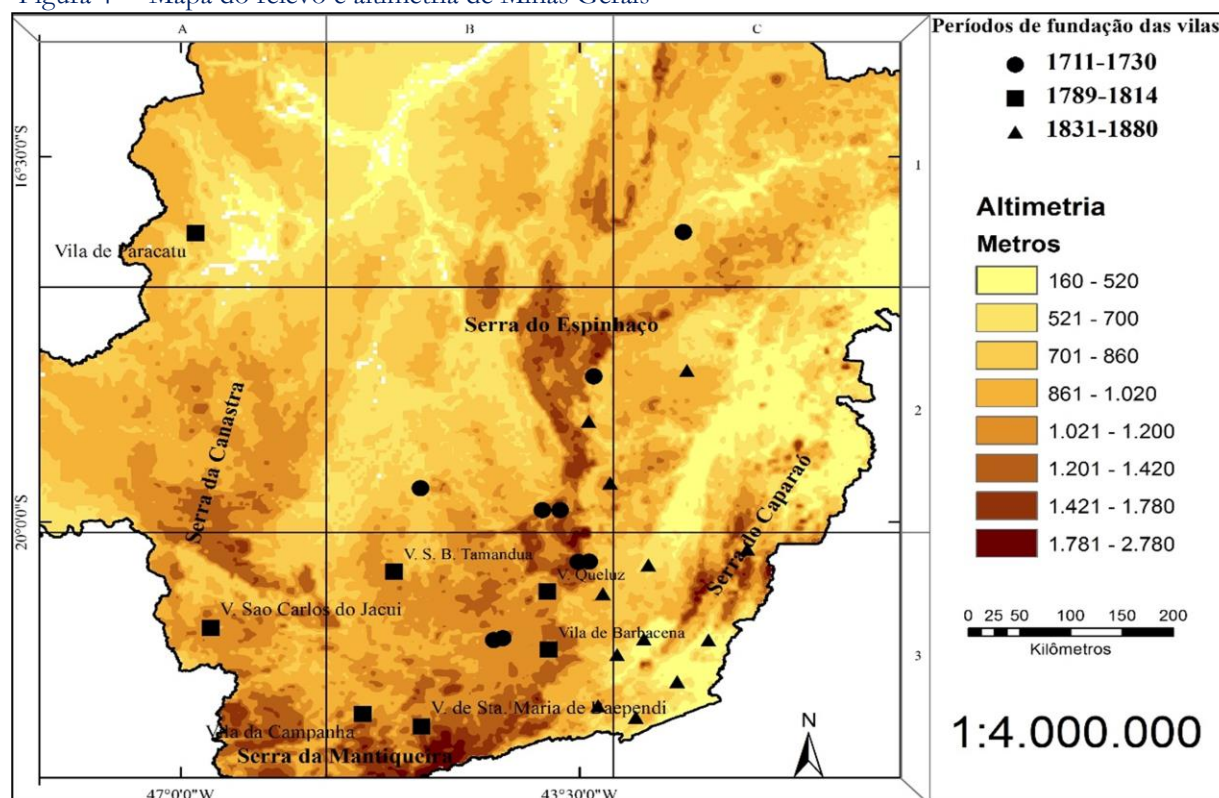 Figura 4 – Mapa do relevo e altimetria de Minas Gerais
A B C
Períodos de fundação das vilas
1711-1730
1789-1814
1831-1880
16°30'0"S
1
Vila de Paracatu
Altimetria
Metros
160 - 520
521 - 700
701 - 860
861 - 1.020
1.021 - 1.200
1.201 - 1.420
1.421 - 1.780
1.781 - 2.780
Serra do Espinhaço
2
Serra da Canastra
Serra do Caparaó
20°0'0"S
V. S. B. Tamandua
V. Queluz
V. Sao Carlos do Jacui
Vila de Barbacena
3
0 25 50 100 150 200
Kilômetros
V. de Sta. Maria de Baependi
Vila da Campanha
Serra da Mantiqueira
N
1:4.000.000
47°0'0"W
43°30'0"W